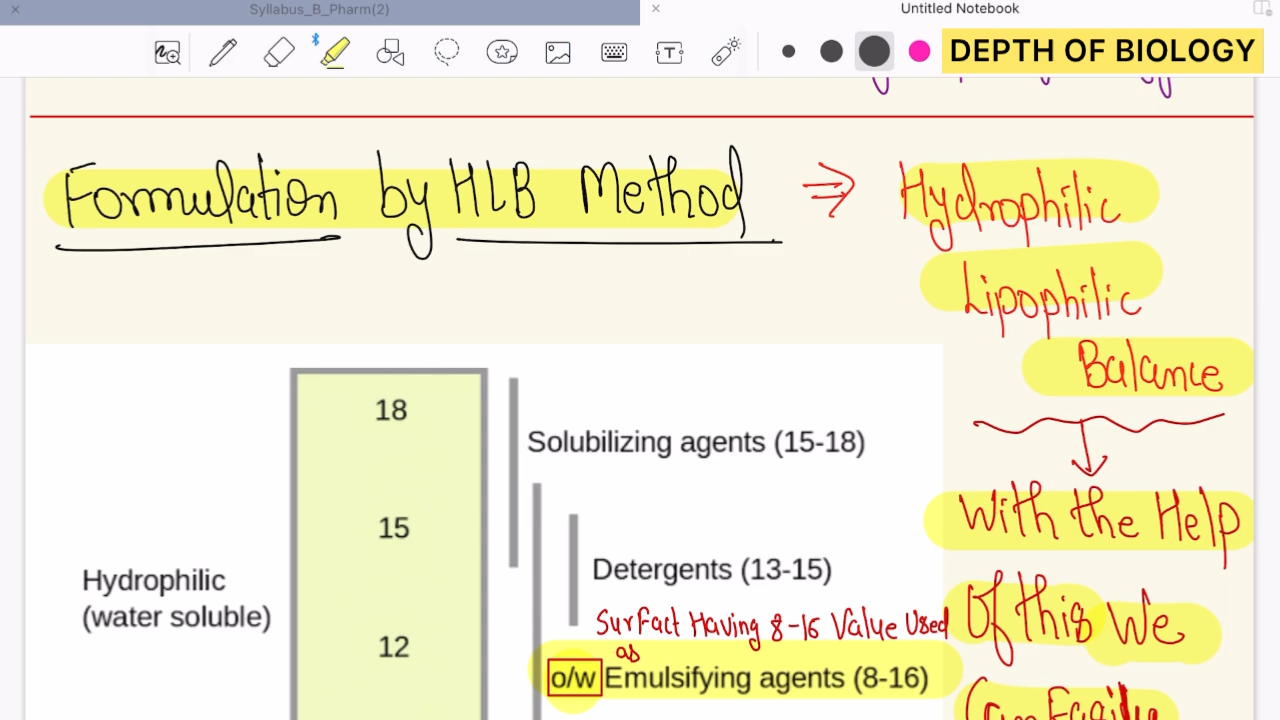 Syllabus_B_Pharm(2)
Untitled Notebook
DEPTH OF BIOLOGY
Formulation by HLB Method ⇒ Hydrophilic
Lipophilic
Balance
18
Solubilizing agents (15-18)
With the Help
15
Detergents (13-15)
Hydrophilic
(water soluble)
Of this We
SurFact Having 8-16 Value Used
as
12
o/w Emulsifying agents (8-16)
Can Easily